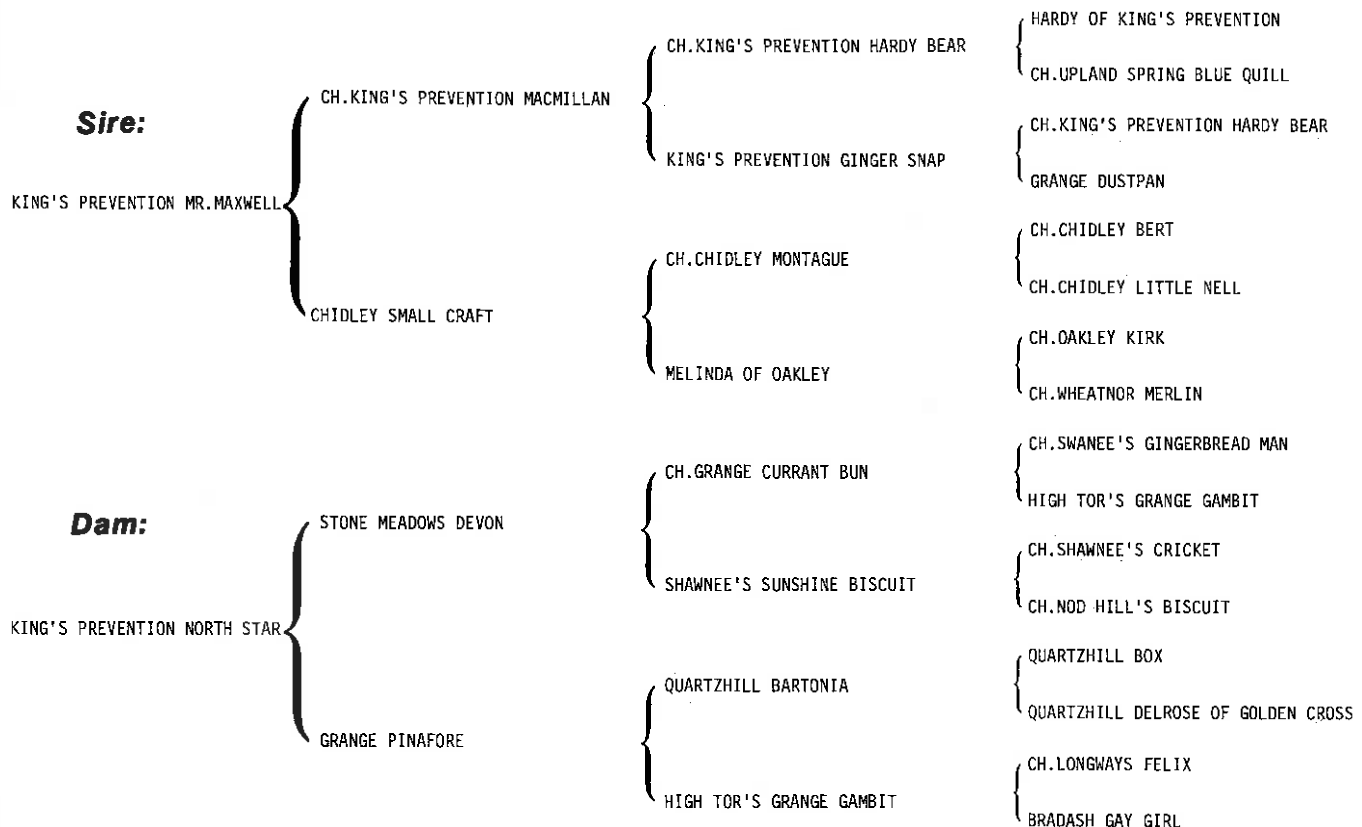 HARDY OF KING'S PREVENTION
CH.KING'S PREVENTION HARDY BEAR
CH.UPLAND SPRING BLUE QUILL
CH.KING'S PREVENTION MACMILLAN
Sire:
CH.KING'S PREVENTION HARDY BEAR
KING'S PREVENTION GINGER SNAP
GRANGE DUSTPAN
KING'S PREVENTION MR.MAXWELL
CH.CHIDLEY BERT
CH.CHIDLEY MONTAGUE
CH.CHIDLEY LITTLE NELL
CHIDLEY SMALL CRAFT
CH.OAKLEY KIRK
MELINDA OF OAKLEY
CH.WHEATNOR MERLIN
CH.SWANEE'S GINGERBREAD MAN
CH.GRANGE CURRANT BUN
HIGH TOR'S GRANGE GAMBIT
STONE MEADOWS DEVON
Dam:
CH.SHAWNEE'S CRICKET
SHAWNEE'S SUNSHINE BISCUIT
CH.NOD HILL'S BISCUIT
KING'S PREVENTION NORTH STAR
QUARTZHILL BOX
QUARTZHILL BARTONIA
QUARTZHILL DELROSE OF GOLDEN CROSS
GRANGE PINAFORE
CH.LONGWAYS FELIX
HIGH TOR'S GRANGE GAMBIT
BRADASH GAY GIRL